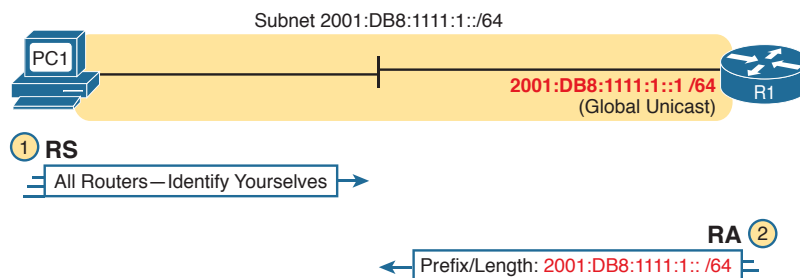 Subnet 2001:DB8:1111:1::/64
PC1
2001:DB8:1111:1::1 /64
(Global Unicast)
R1
1 RS
All Routers—Identify Yourselves
RA 2
Prefix/Length: 2001:DB8:1111:1:: /64